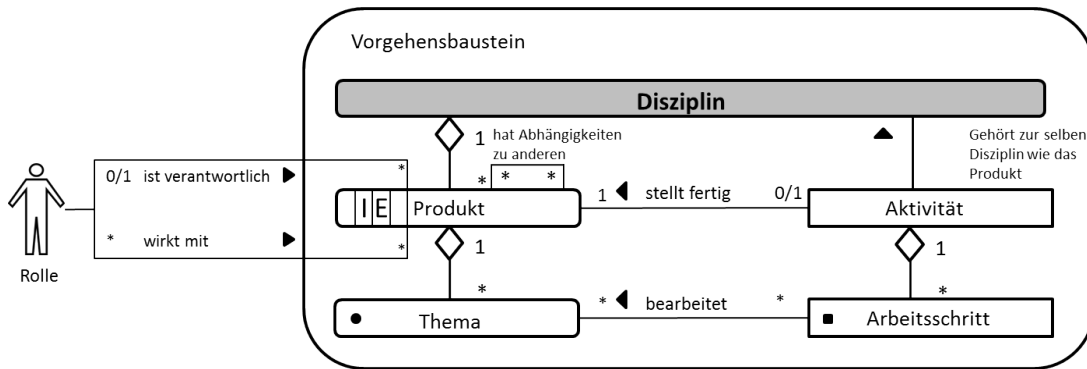 Vorgehensbaustein
Disziplin
1
hat Abhängigkeiten
zu anderen
Gehört zur selben
Disziplin wie das
Produkt
0/1 ist verantwortlich
*
*
* *
I E Produkt
1
stellt fertig
0/1
Aktivität
* wirkt mit
*
1
1
Rolle
*
*
Thema
*
bearbeitet
*
Arbeitsschritt